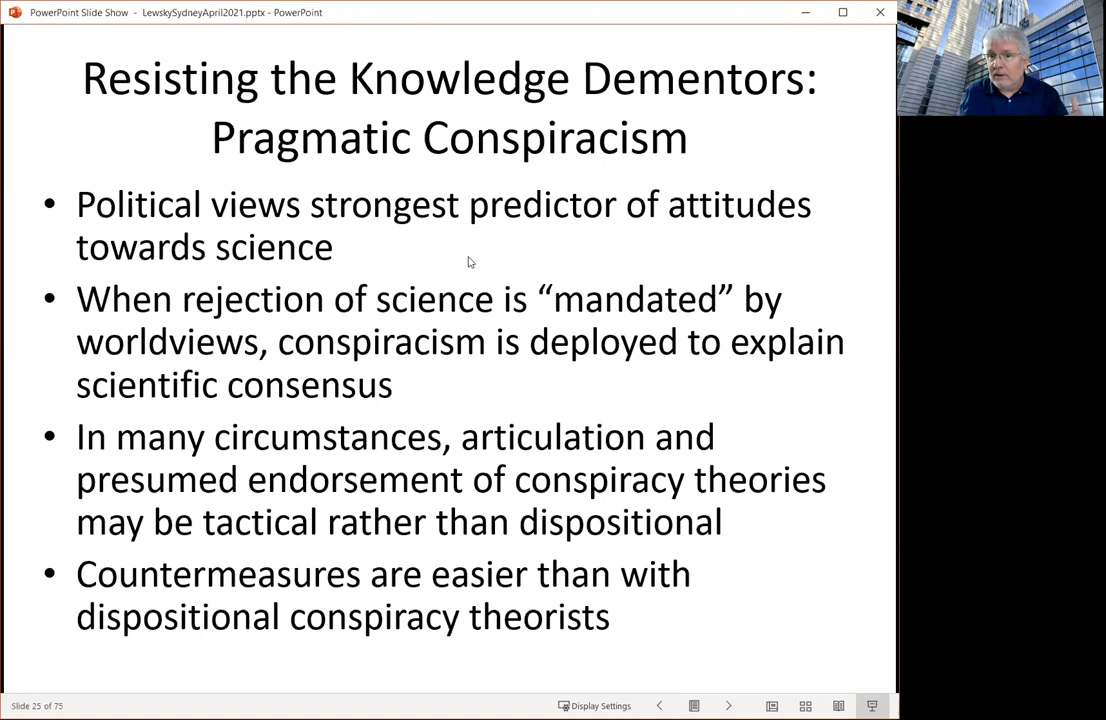 PowerPoint Slide Show - LewskySydneyApril2021.pptx - PowerPoint
Resisting the Knowledge Dementors:
Pragmatic Conspiracism
• Political views strongest predictor of attitudes
towards science
• When rejection of science is “mandated” by
worldviews, conspiracism is deployed to explain
scientific consensus
• In many circumstances, articulation and
presumed endorsement of conspiracy theories
may be tactical rather than dispositional
• Countermeasures are easier than with
dispositional conspiracy theorists
Slide 25 of 75
Display Settings